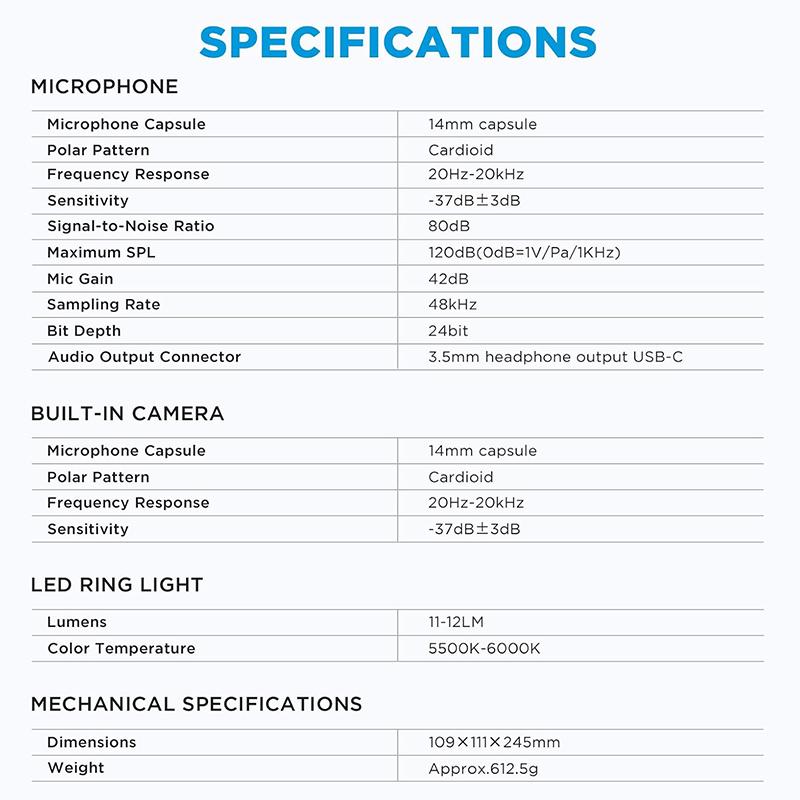 SPECIFICATIONS
MICROPHONE
Microphone Capsule 14mm capsule
Polar Pattern Cardioid
Frequency Response 20Hz-20kHz
Sensitivity -37dB±3dB
Signal-to-Noise Ratio 80dB
Maximum SPL 120dB(0dB=1V/Pa/1KHz)
Mic Gain 42dB
Sampling Rate 48kHz
Bit Depth 24bit
Audio Output Connector 3.5mm headphone output USB-C
BUILT-IN CAMERA
Microphone Capsule 14mm capsule
Polar Pattern Cardioid
Frequency Response 20Hz-20kHz
Sensitivity -37dB±3dB
LED RING LIGHT
Lumens 11-12LM
Color Temperature 5500K-6000K
MECHANICAL SPECIFICATIONS
Dimensions 109×111×245mm
Weight Approx.612.5g